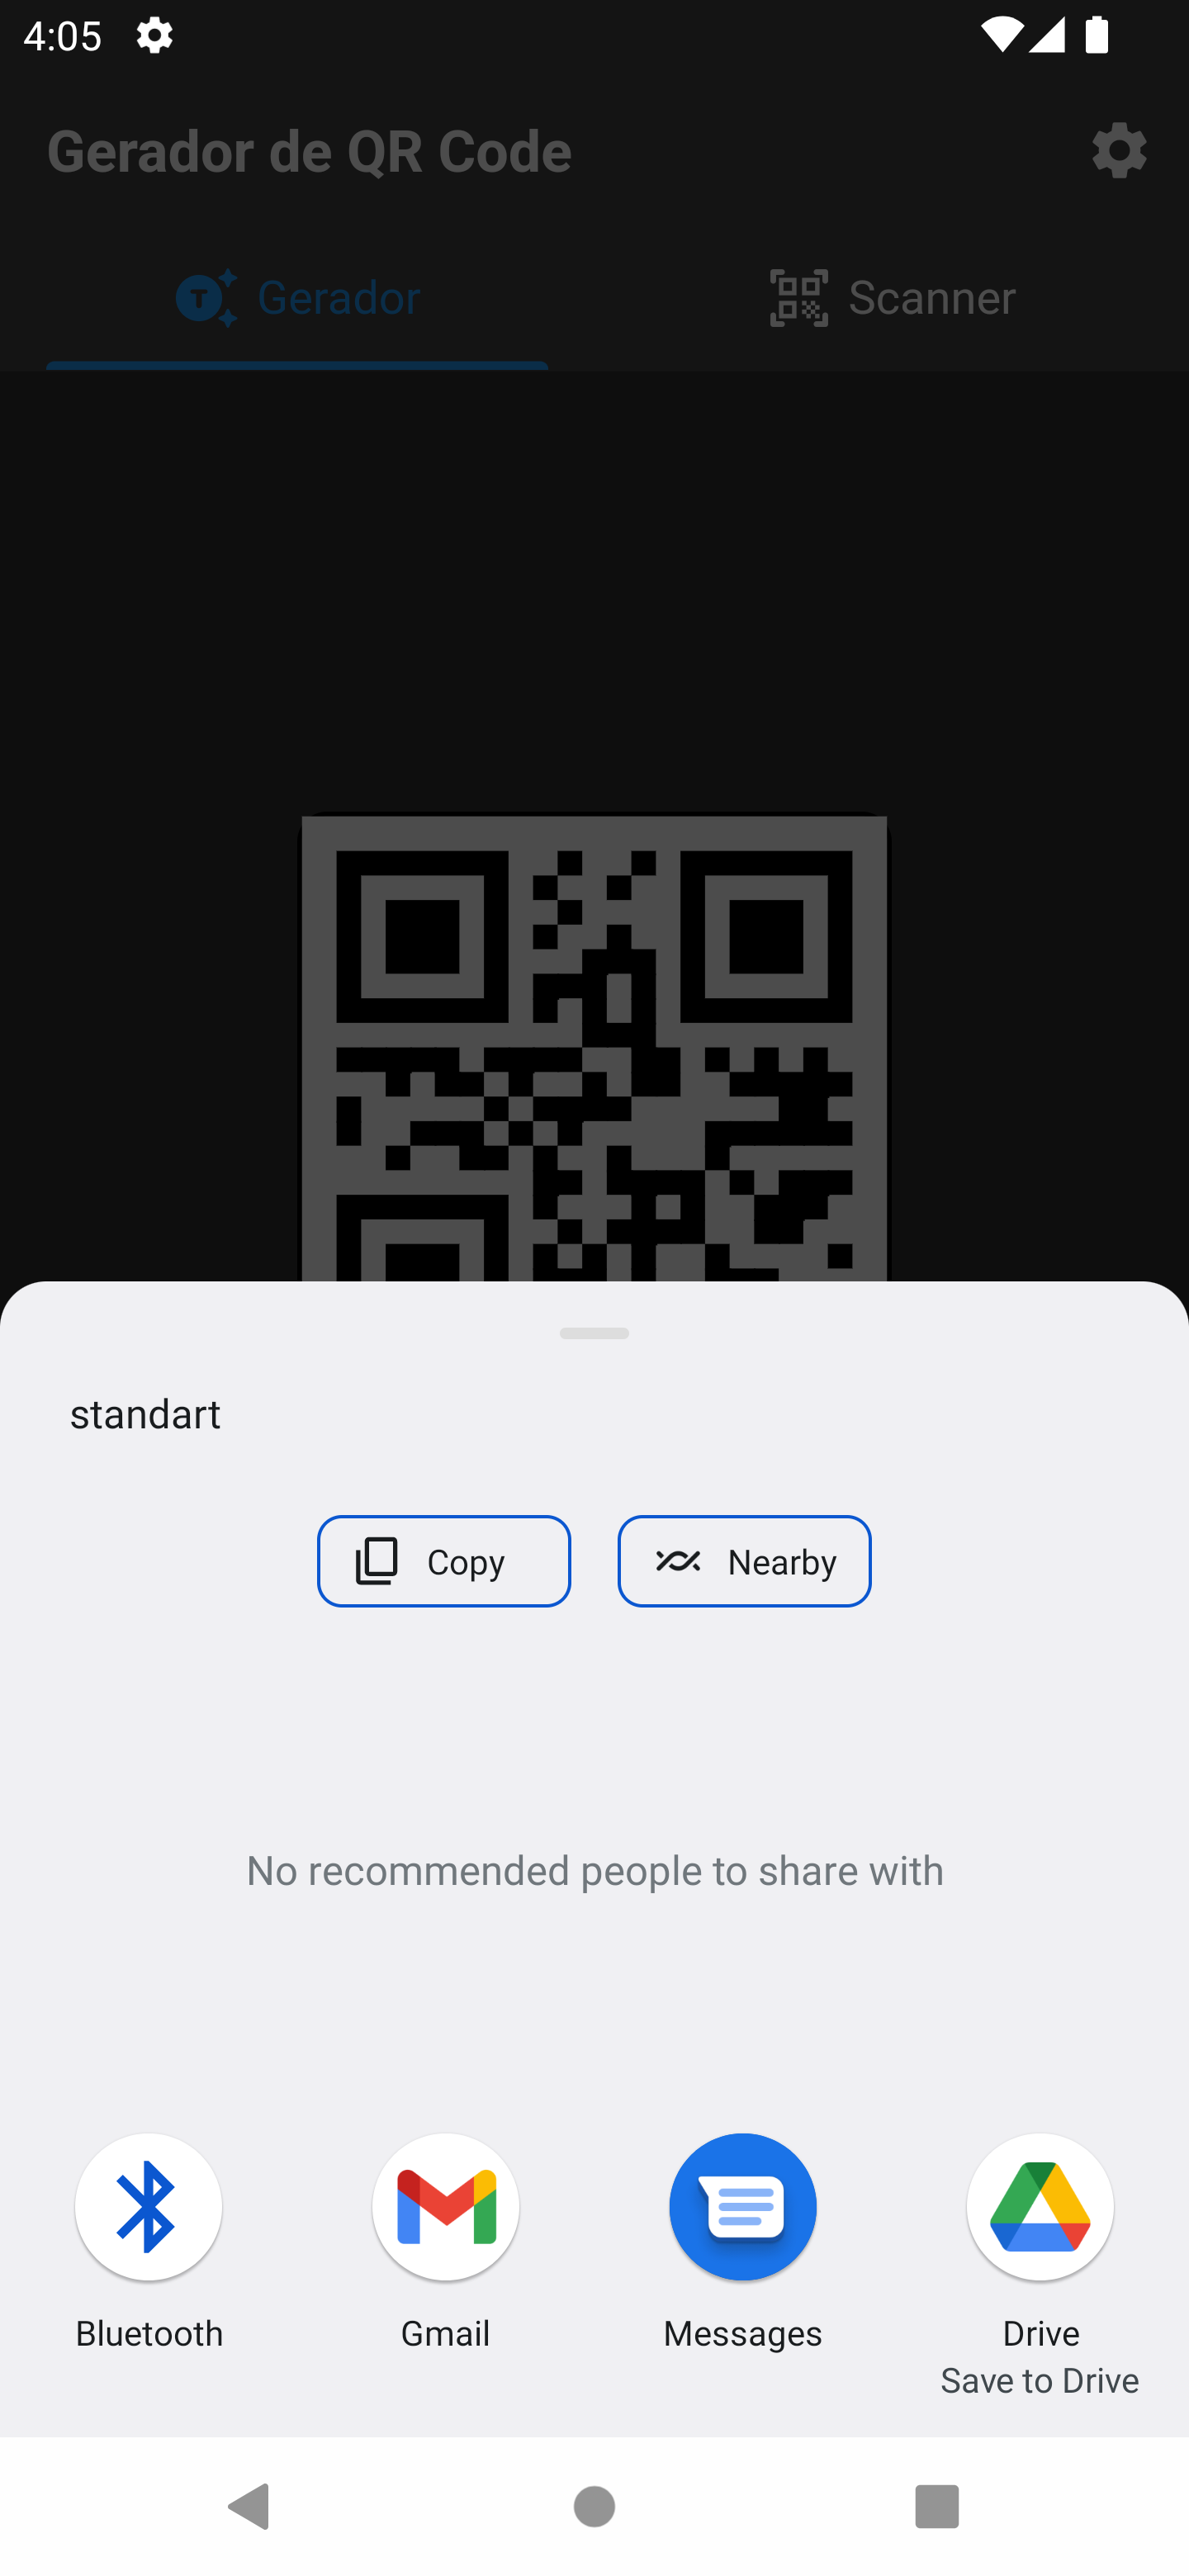 4:05
Gerador de QR Code
Gerador
Scanner
standart
Copy
Nearby
No recommended people to share with
Bluetooth
Gmail
Messages
Drive
Save to Drive